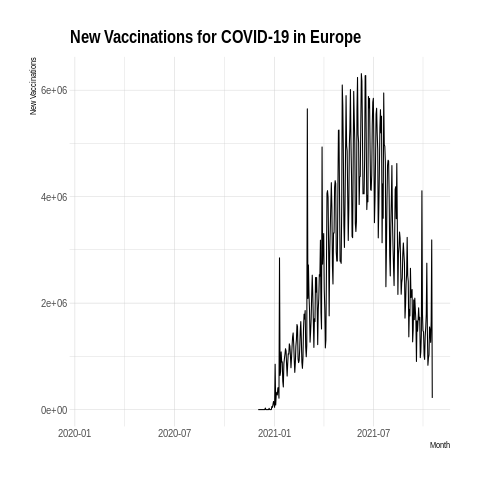 New Vaccinations for COVID-19 in Europe
New Vaccinations
6e+06
4e+06
2e+06
0e+00
2020-01 2020-07 2021-01 2021-07
Month